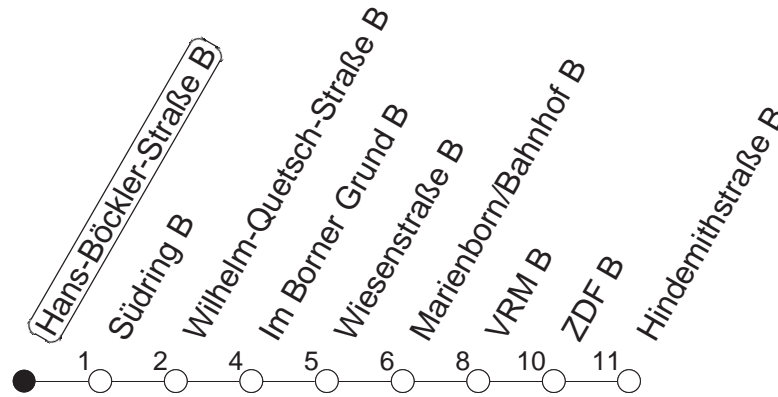 Hans-Böckler-Straße B
Südring B
Wilhelm-Quetsch-Straße B
Im Borner Grund B
Wiesenstraße B
Marienborn/Bahnhof B
VRM B
ZDF B
Hindemithstraße B
1 2 4 5 6 8 10 11